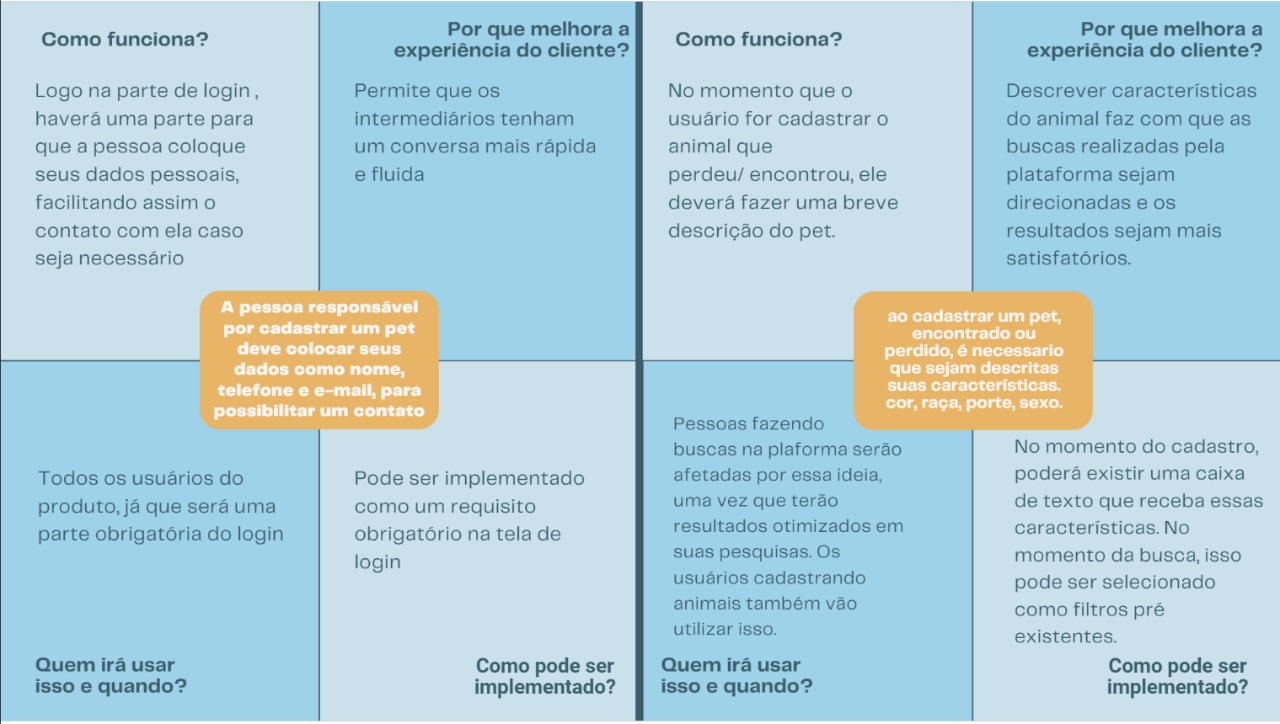 Como funciona?
Logo na parte de login ,
haverá uma parte para
que a pessoa coloque
seus dados pessoais,
facilitando assim o
contato com ela caso
seja necessário
Por que melhora a
experiência do cliente?
Permite que os
intermediários tenham
um conversa mais rápida
e fluida
A pessoa responsável
por cadastrar um pet
deve colocar seus
dados como nome,
telefone e e-mail, para
possibilitar um contato
Todos os usuários do
produto, já que será uma
parte obrigatória do login
Quem irá usar
isso e quando?
Pode ser implementado
como um requisito
obrigatório na tela de
login
Como pode ser
implementado?
Como funciona?
No momento que o
usuário for cadastrar o
animal que
perdeu/ encontrou, ele
deverá fazer uma breve
descrição do pet.
Por que melhora a
experiência do cliente?
Descrever características
do animal faz com que as
buscas realizadas pela
plataforma sejam
direcionadas e os
resultados sejam mais
satisfatórios.
ao cadastrar um pet,
encontrado ou
perdido, é necessario
que sejam descritas
suas características.
cor, raça, porte, sexo.
Pessoas fazendo
buscas na plaforma serão
afetadas por essa ideia,
uma vez que terão
resultados otimizados em
suas pesquisas. Os
usuários cadastrando
animais também vão
utilizar isso.
Quem irá usar
isso e quando?
No momento do cadastro,
poderá existir uma caixa
de texto que receba essas
características. No
momento da busca, isso
pode ser selecionado
como filtros pré
existentes.
Como pode ser
implementado?